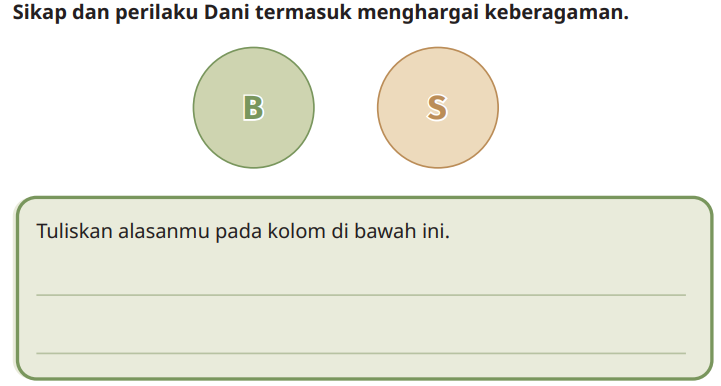 Sikap dan perilaku Dani termasuk menghargai keberagaman.
B
S
Tuliskan alasanmu pada kolom di bawah ini.